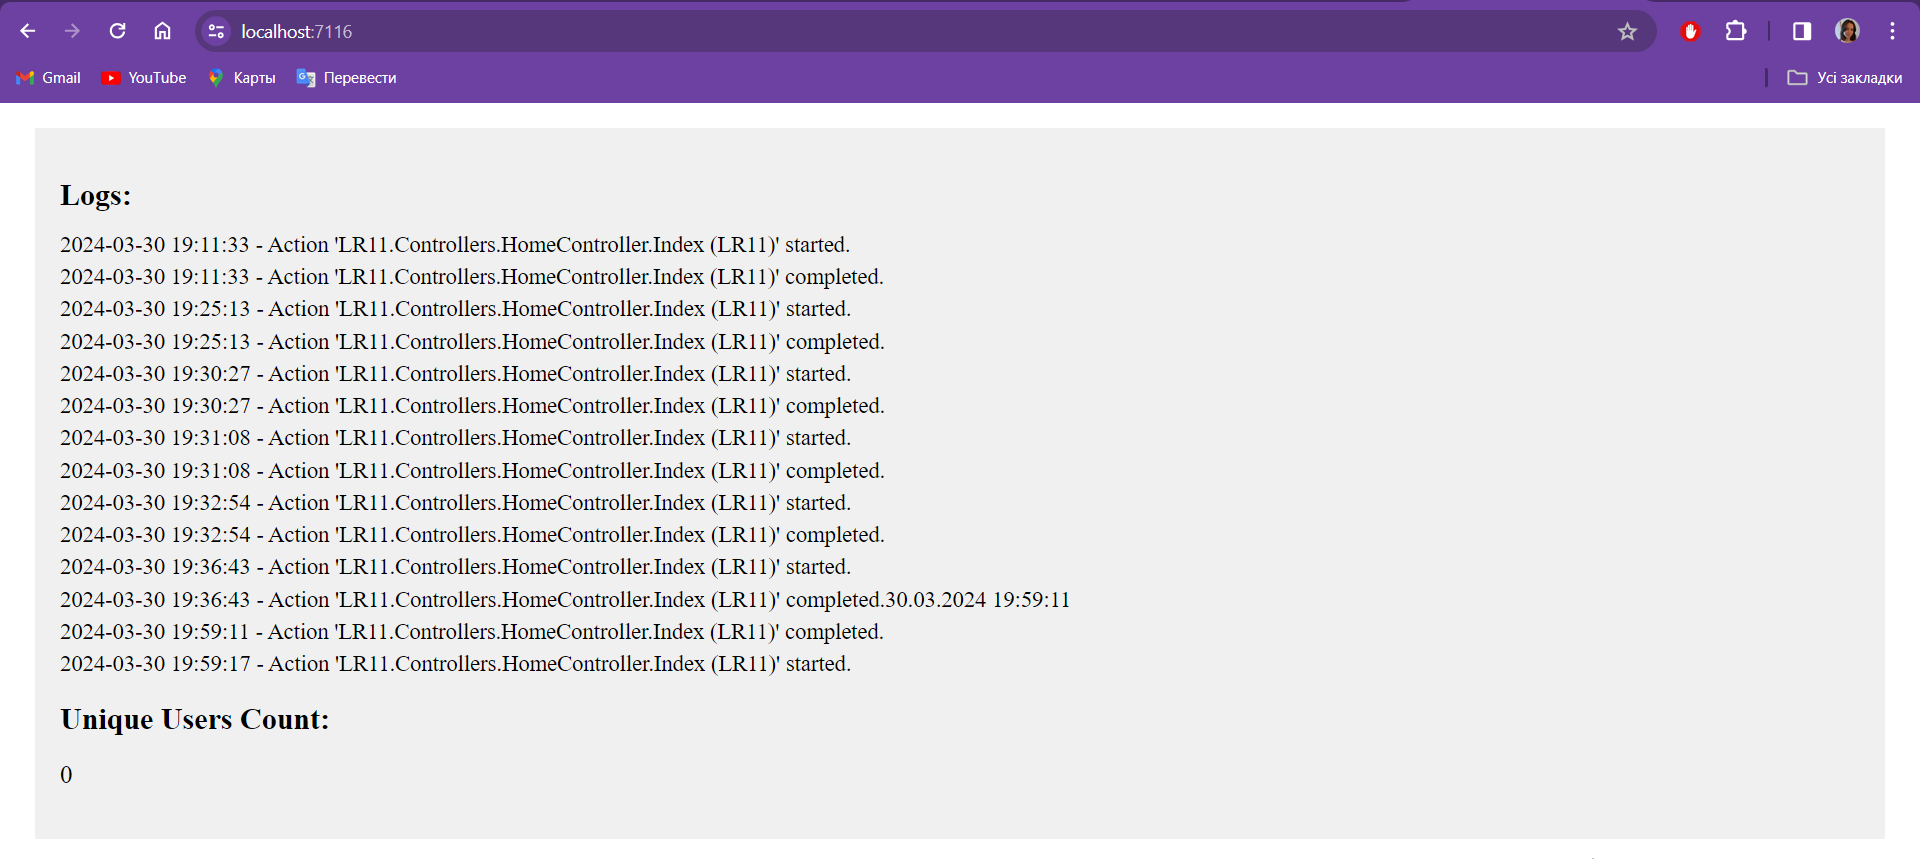 localhost:7116
Gmail YouTube Карты Перевести Усі закладки
Logs:
2024-03-30 19:11:33 - Action 'LR11.Controllers.HomeController.Index (LR11)' started.
2024-03-30 19:11:33 - Action 'LR11.Controllers.HomeController.Index (LR11)' completed.
2024-03-30 19:25:13 - Action 'LR11.Controllers.HomeController.Index (LR11)' started.
2024-03-30 19:25:13 - Action 'LR11.Controllers.HomeController.Index (LR11)' completed.
2024-03-30 19:30:27 - Action 'LR11.Controllers.HomeController.Index (LR11)' started.
2024-03-30 19:30:27 - Action 'LR11.Controllers.HomeController.Index (LR11)' completed.
2024-03-30 19:31:08 - Action 'LR11.Controllers.HomeController.Index (LR11)' started.
2024-03-30 19:31:08 - Action 'LR11.Controllers.HomeController.Index (LR11)' completed.
2024-03-30 19:32:54 - Action 'LR11.Controllers.HomeController.Index (LR11)' started.
2024-03-30 19:32:54 - Action 'LR11.Controllers.HomeController.Index (LR11)' completed.
2024-03-30 19:36:43 - Action 'LR11.Controllers.HomeController.Index (LR11)' started.
2024-03-30 19:36:43 - Action 'LR11.Controllers.HomeController.Index (LR11)' completed.30.03.2024 19:59:11
2024-03-30 19:59:11 - Action 'LR11.Controllers.HomeController.Index (LR11)' completed.
2024-03-30 19:59:17 - Action 'LR11.Controllers.HomeController.Index (LR11)' started.
Unique Users Count:
0